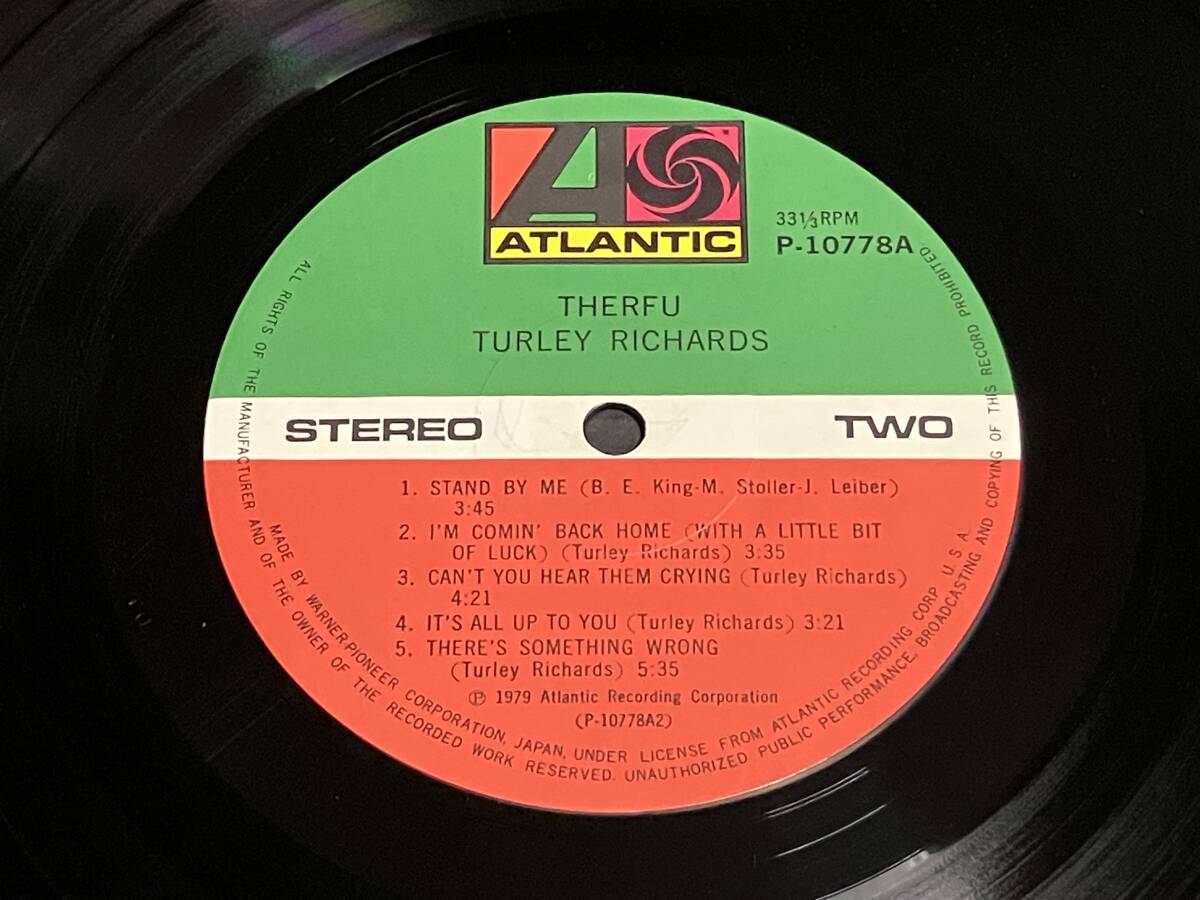 ATLANTIC
33⅓ RPM
P-10778A
THERFU
TURLEY RICHARDS
STEREO
TWO
1. STAND BY ME (B. E. King-M. Stoller-J. Leiber)
3:45
2. I'M COMIN' BACK HOME (WITH A LITTLE BIT
OF LUCK) (Turley Richards) 3:35
3. CAN'T YOU HEAR THEM CRYING (Turley Richards)
4:21
4. IT'S ALL UP TO YOU (Turley Richards) 3:21
5. THERE'S SOMETHING WRONG
(Turley Richards) 5:35
Ⓟ 1979 Atlantic Recording Corporation
(P-10778A2)
MADE BY WARNER-PIONEER CORPORATION, JAPAN, UNDER LICENSE FROM ATLANTIC RECORDING CORP. U.S.A.
ALL RIGHTS OF THE MANUFACTURER AND OF THE OWNER OF THE RECORDED WORK RESERVED. UNAUTHORIZED PUBLIC PERFORMANCE, BROADCASTING AND COPYING OF THIS RECORD PROHIBITED.